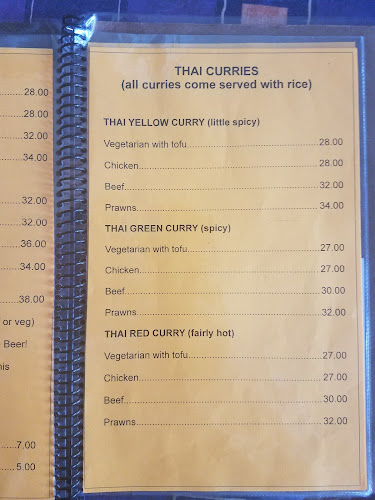 28.00
28.00
32.00
34.00
32.00
32.00
36.00
34.00
38.00
or veg)
Beer!
7.00
5.00
THAI CURRIES
(all curries come served with rice)
THAI YELLOW CURRY (little spicy)
Vegetarian with tofu 28.00
Chicken 28.00
Beef 32.00
Prawns 34.00
THAI GREEN CURRY (spicy)
Vegetarian with tofu 27.00
Chicken 27.00
Beef 30.00
Prawns 32.00
THAI RED CURRY (fairly hot)
Vegetarian with tofu 27.00
Chicken 27.00
Beef 30.00
Prawns 32.00